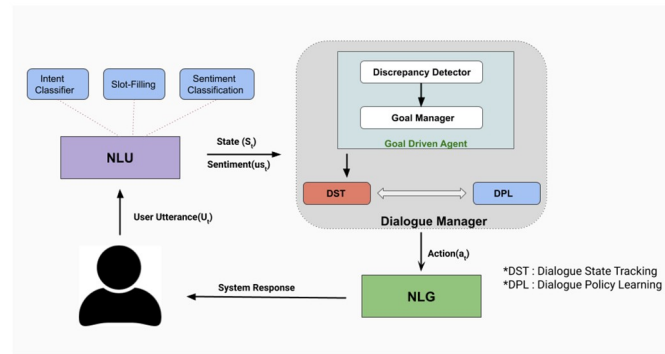 Intent
Classifier
Slot-Filling
Sentiment
Classification
NLU
State (St)
Sentiment(ust)
User Utterance(Ut)
Discrepancy Detector
Goal Manager
Goal Driven Agent
DST
DPL
Dialogue Manager
Action(at)
NLG
System Response
*DST : Dialogue State Tracking
*DPL : Dialogue Policy Learning